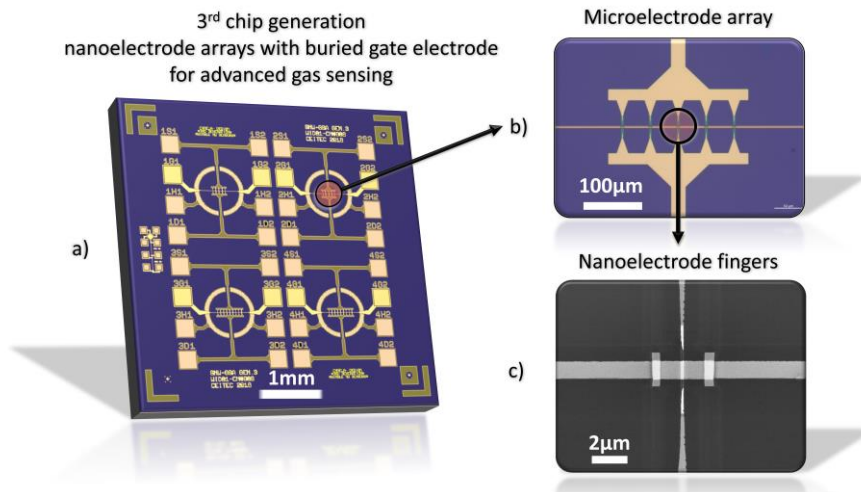 3rd chip generation
nanoelectrode arrays with buried gate electrode
for advanced gas sensing
Microelectrode array
a)
b)
c)
1S1
1S2
2S1
2S2
1G1
1G2
2G1
2G2
1H1
1H2
2H1
2H2
1D1
1D2
2D1
2D2
3S1
3S2
4S1
4S2
3G1
3G2
4G1
4G2
3H1
3H2
4H1
4H2
3D1
3D2
4D1
4D2
CEITEC 2018
1mm
100µm
Nanoelectrode fingers
2µm